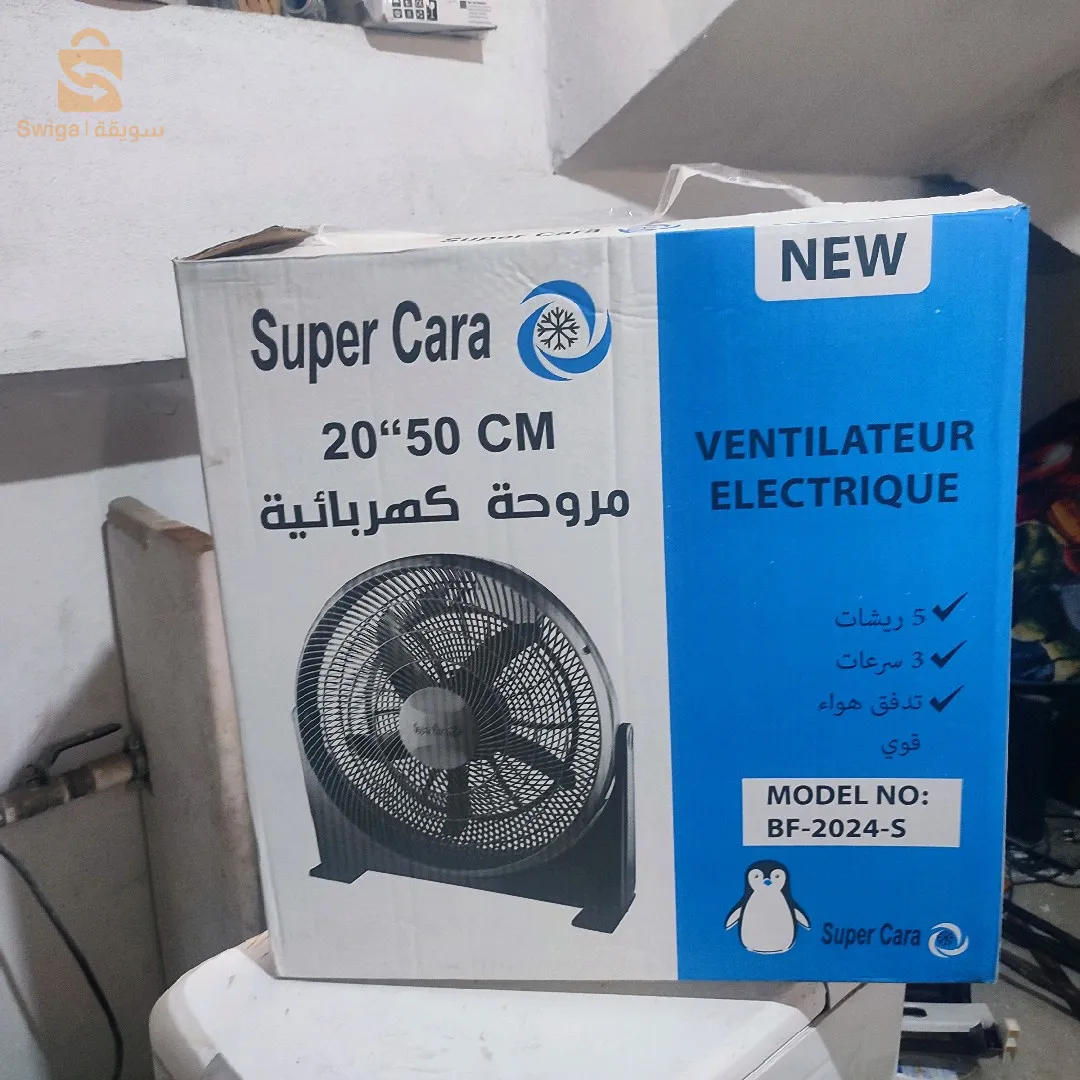 Swiga | سويقة
Super Cara
NEW
Super Cara
20“50 CM
مروحة كهربائية
VENTILATEUR
ELECTRIQUE
5 ريشات
3 سرعات
تدفق هواء
قوي
MODEL NO:
BF-2024-S
Super Cara